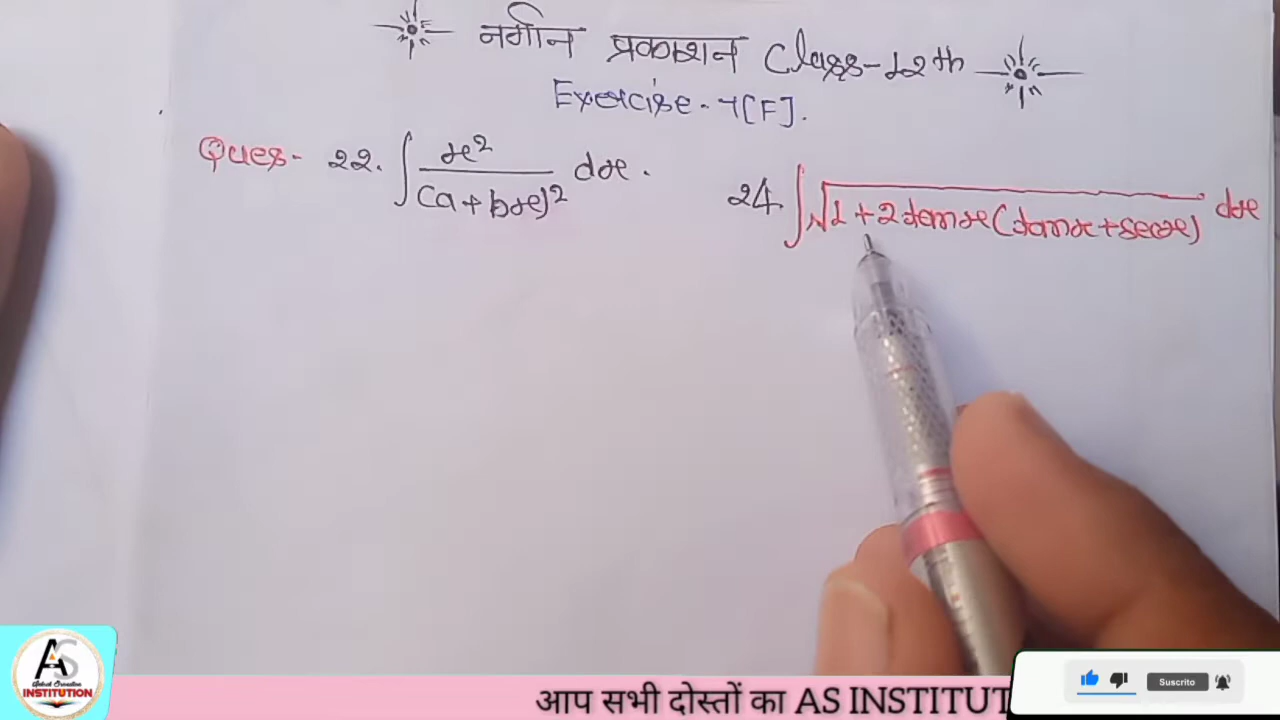 नगीन प्रकाशन Class-12th
Exercise-7[F].
Ques- 22. ∫ x²/(a+bx)² dx.
24. ∫ √1+2tanx(tanx+secx) dx
AS
INSTITUTION
आप सभी दोस्तों का AS INSTITUT
Suscrito